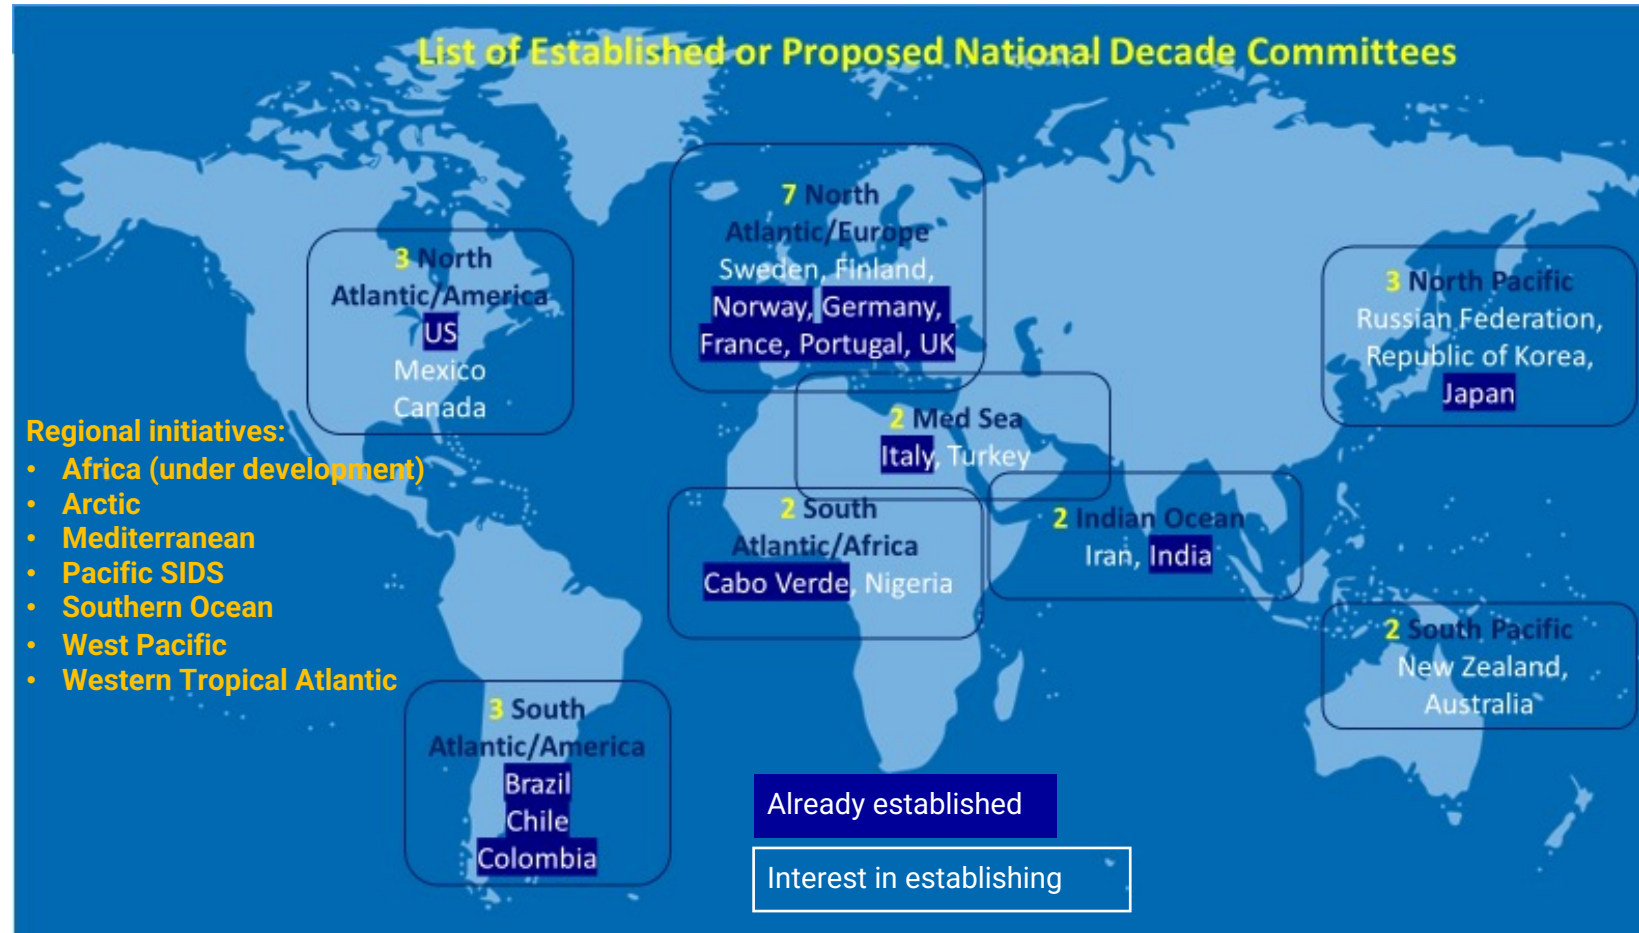 List of Established or Proposed National Decade Committees
7 North
Atlantic/Europe
Sweden, Finland,
Norway, Germany,
France, Portugal, UK
3 North
Atlantic/America
US
Mexico
Canada
3 North Pacific
Russian Federation,
Republic of Korea,
Japan
2 Med Sea
Italy, Turkey
Regional initiatives:
• Africa (under development)
• Arctic
• Mediterranean
• Pacific SIDS
• Southern Ocean
• West Pacific
• Western Tropical Atlantic
2 South
Atlantic/Africa
Cabo Verde, Nigeria
2 Indian Ocean
Iran, India
2 South Pacific
New Zealand,
Australia
3 South
Atlantic/America
Brazil
Chile
Colombia
Already established
Interest in establishing